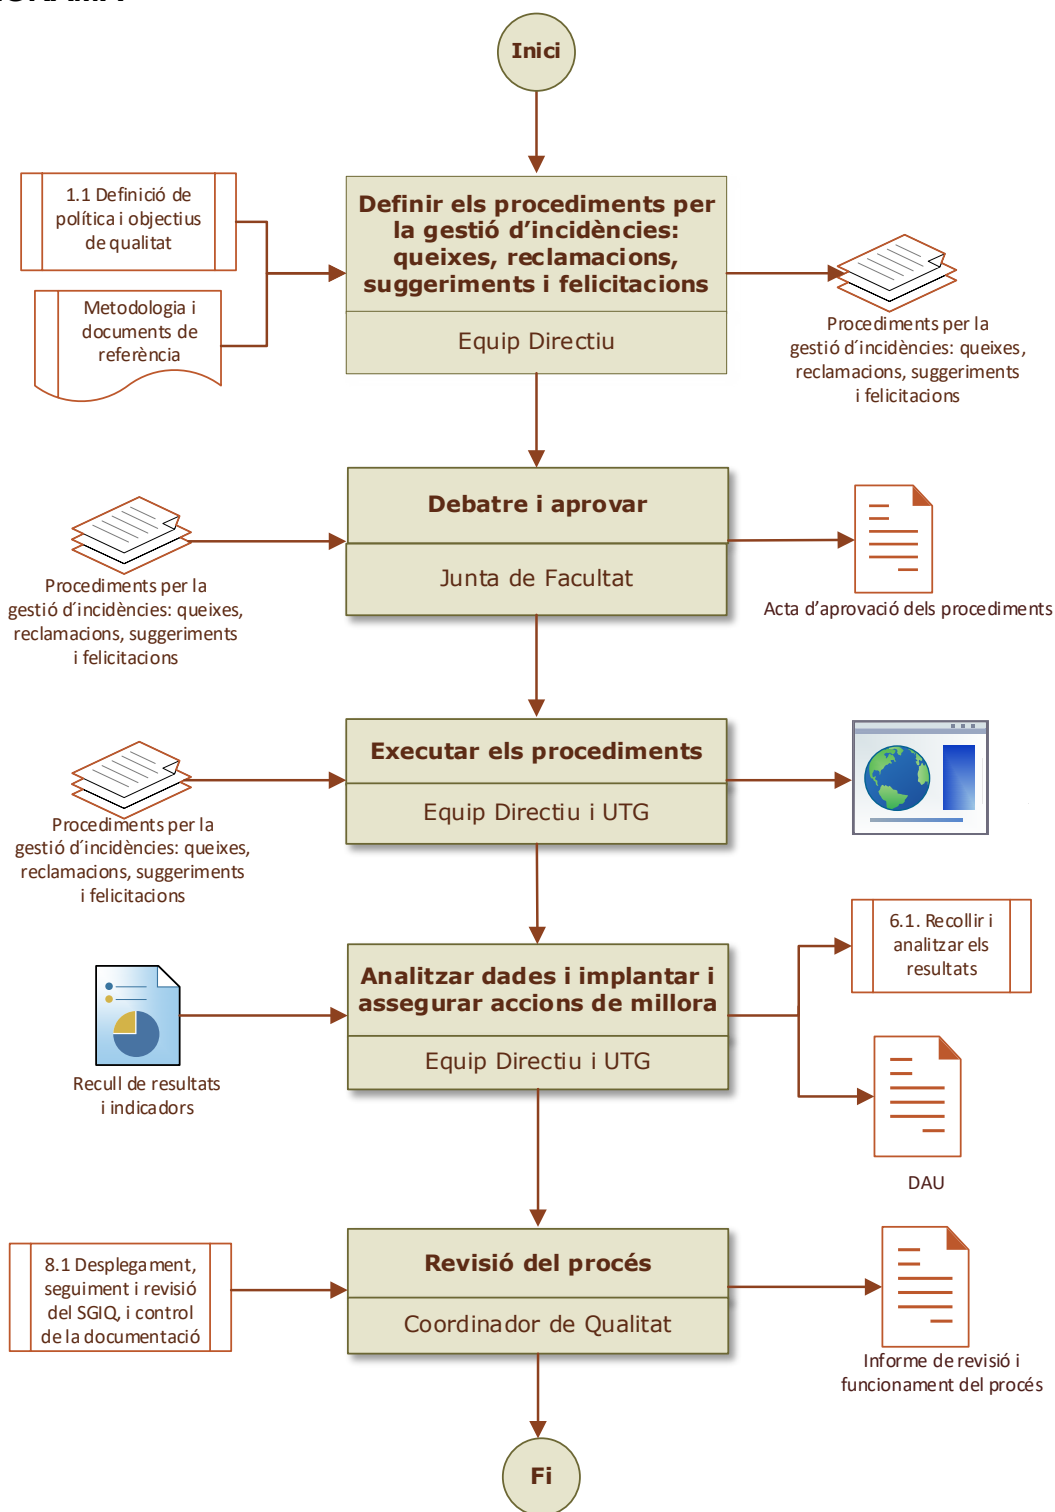 Inici
1.1 Definició de
política i objectius
de qualitat
Metodologia i
documents de
referència
Definir els procediments per
la gestió d’incidències:
queixes, reclamacions,
suggeriments i felicitacions
Equip Directiu
Procediments per la
gestió d´incidències: queixes,
reclamacions, suggeriments
i felicitacions
Procediments per la
gestió d´incidències: queixes,
reclamacions, suggeriments
i felicitacions
Debatre i aprovar
Junta de Facultat
Acta d’aprovació dels procediments
Procediments per la
gestió d´incidències: queixes,
reclamacions, suggeriments
i felicitacions
Executar els procediments
Equip Directiu i UTG
Recull de resultats
i indicadors
Analitzar dades i implantar i
assegurar accions de millora
Equip Directiu i UTG
6.1. Recollir i
analitzar els
resultats
DAU
8.1 Desplegament,
seguiment i revisió
del SGIQ, i control
de la documentació
Revisió del procés
Coordinador de Qualitat
Informe de revisió i
funcionament del procés
Fi